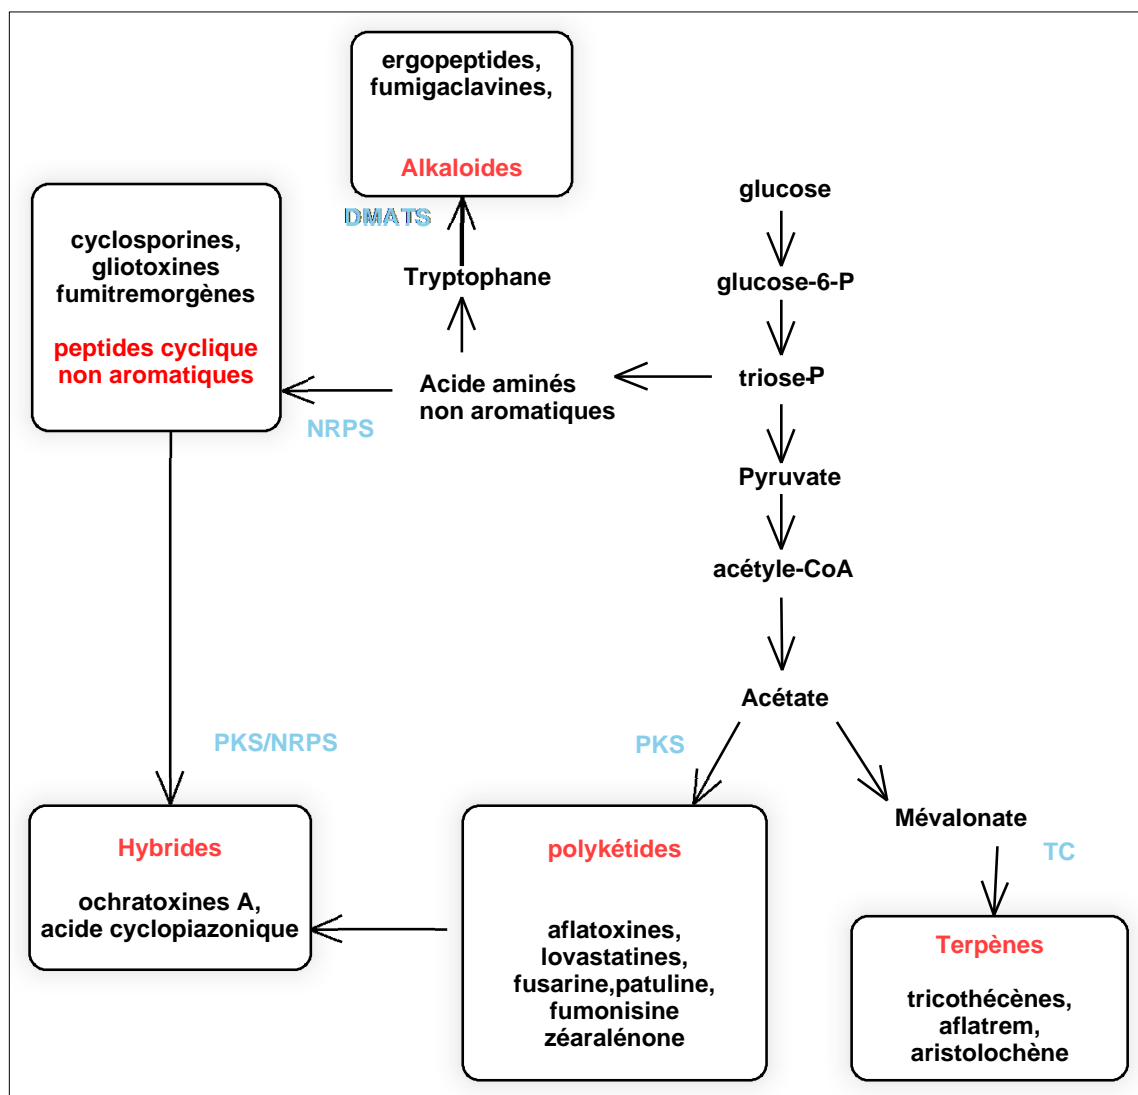 ergopeptides,
fumigaclavines,
Alkaloides
DMATS
Tryptophane
cyclosporines,
gliotoxines
fumitremorgènes
peptides cyclique
non aromatiques
NRPS
Acide aminés
non aromatiques
glucose
glucose-6-P
triose-P
Pyruvate
acétyle-CoA
Acétate
PKS/NRPS
PKS
Mévalonate
TC
Hybrides
ochratoxines A,
acide cyclopiazonique
polykétides
aflatoxines,
lovastatines,
fusarine,patuline,
fumonisine
zéaralénone
Terpènes
tricothécènes,
aflatrem,
aristolochène